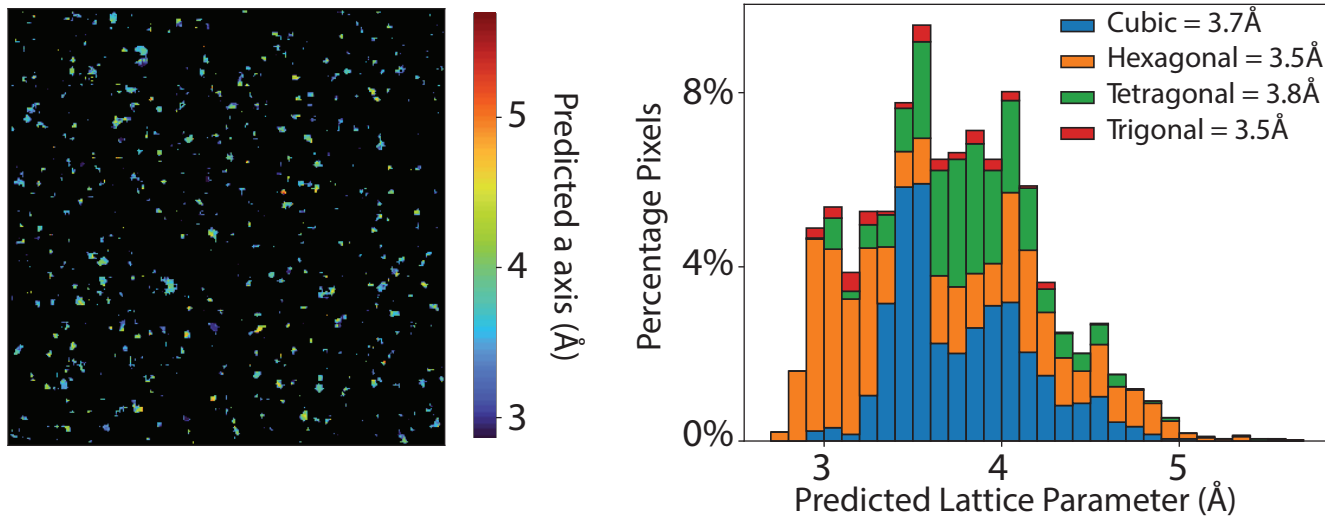 5
4
3
Predicted a axis (Å)
Percentage Pixels
8%
4%
0%
Cubic = 3.7Å
Hexagonal = 3.5Å
Tetragonal = 3.8Å
Trigonal = 3.5Å
3 4 5
Predicted Lattice Parameter (Å)